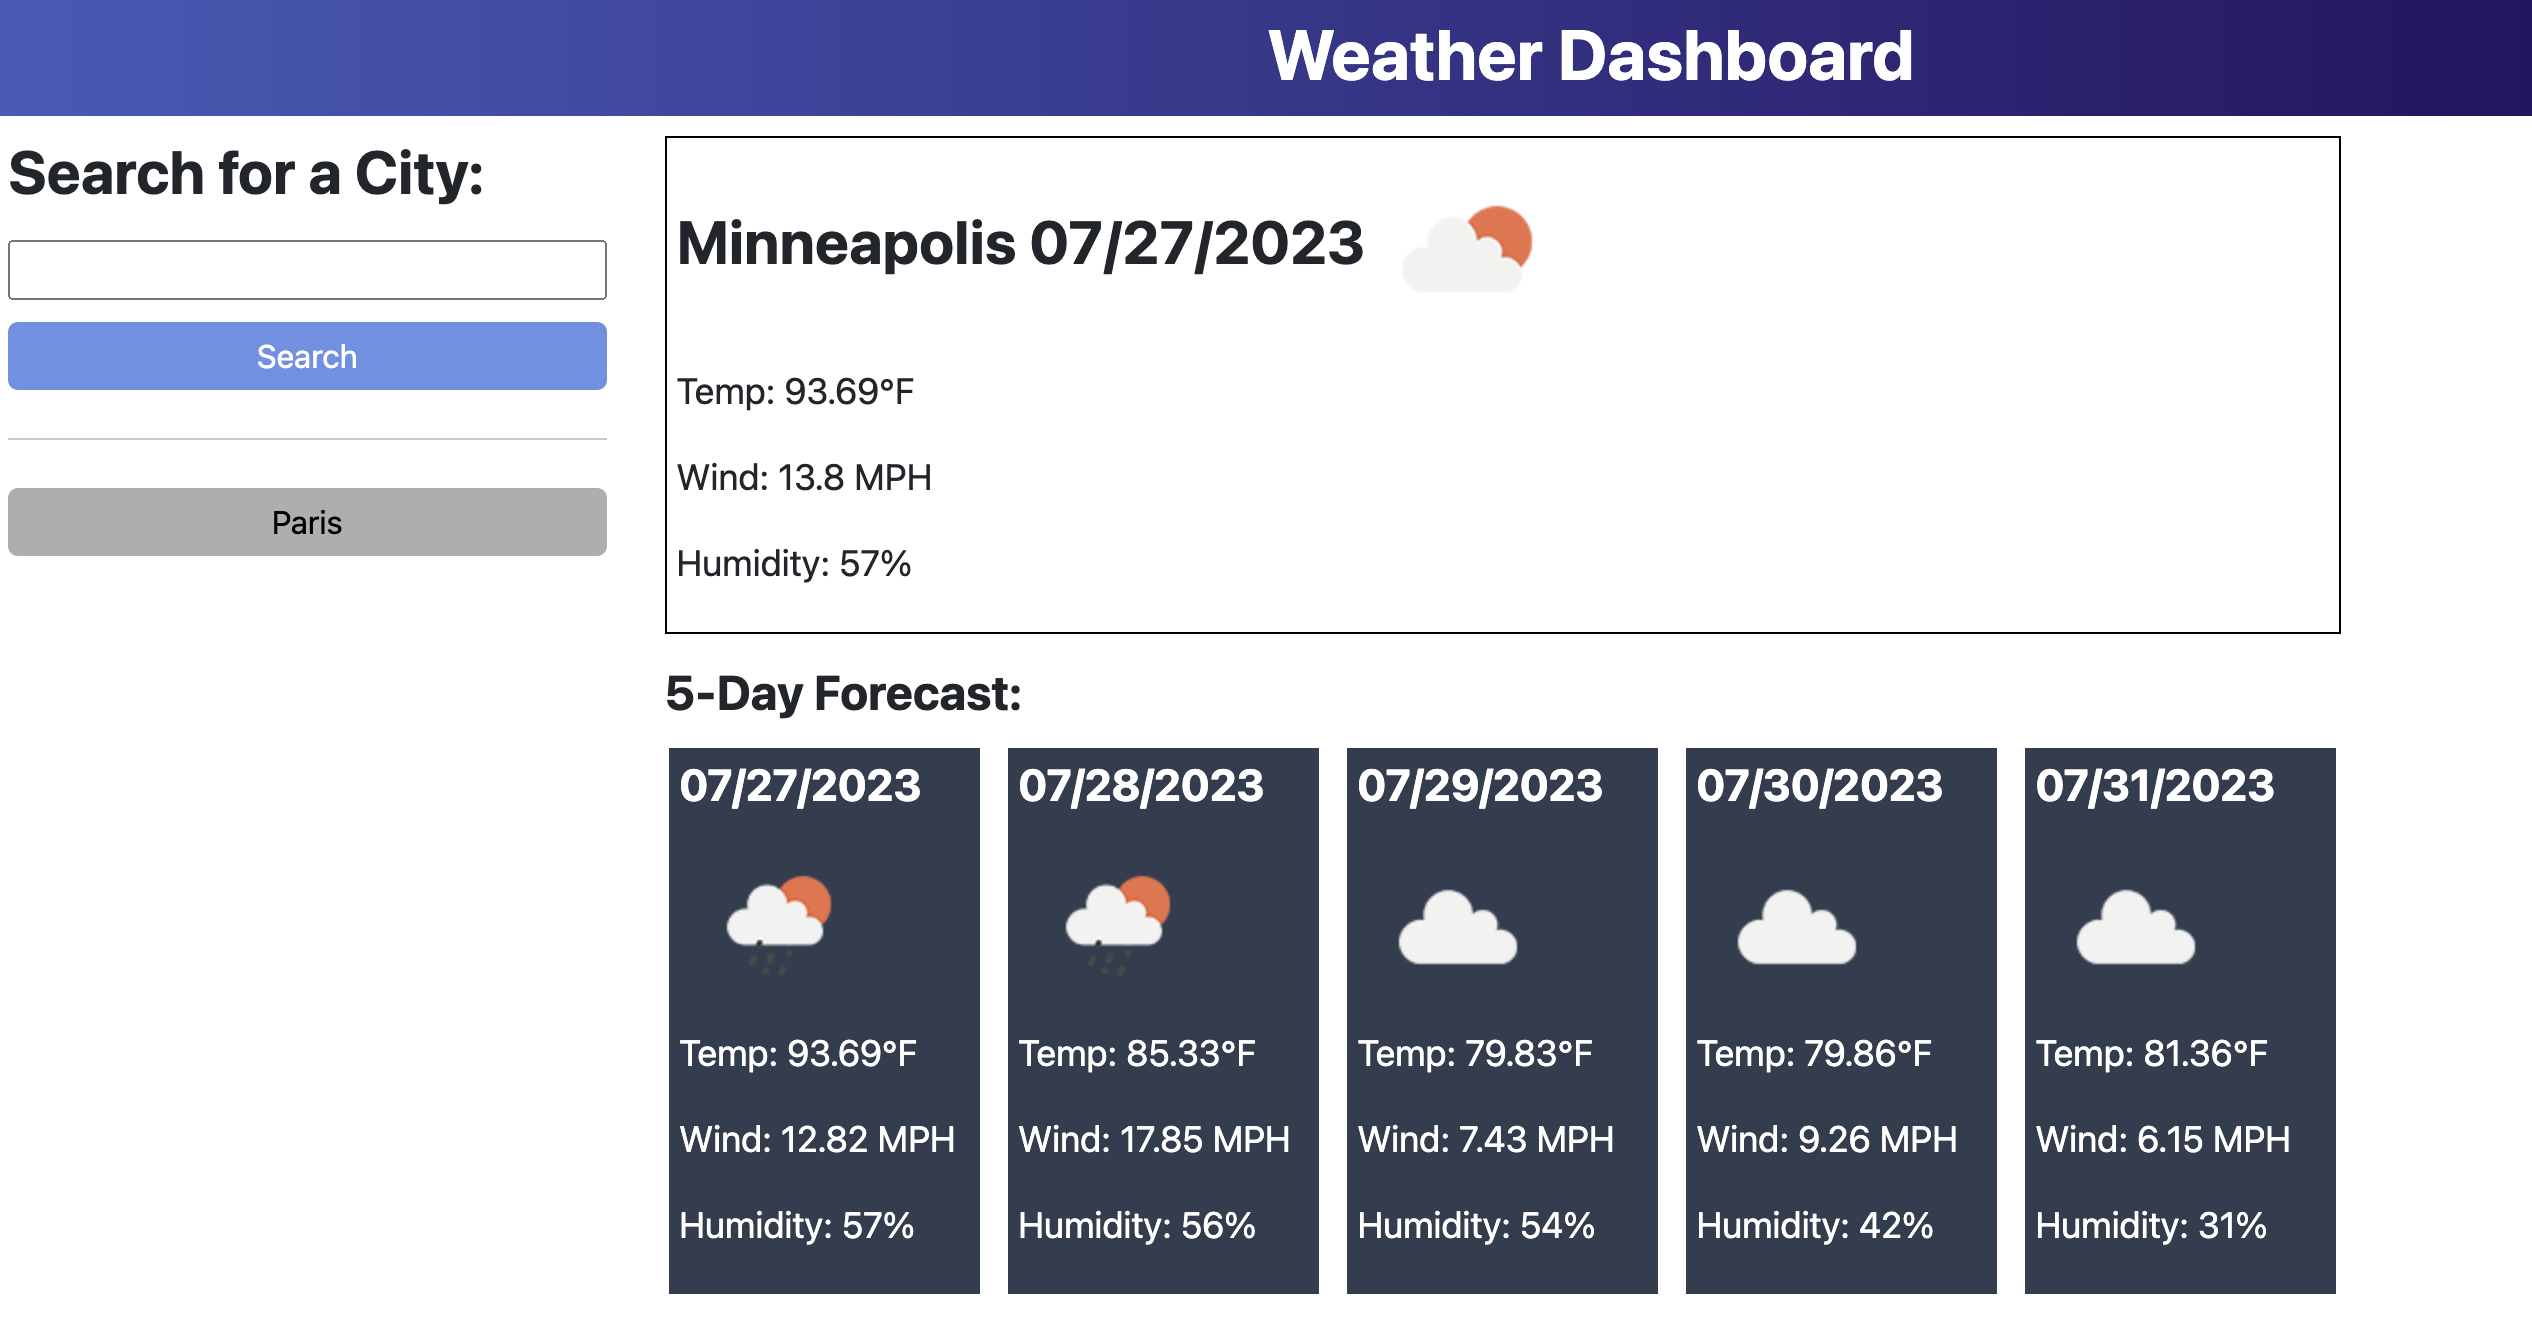 Weather Dashboard
Search for a City:
Search
Paris
Minneapolis 07/27/2023
Temp: 93.69°F
Wind: 13.8 MPH
Humidity: 57%
5-Day Forecast:
07/27/2023
Temp: 93.69°F
Wind: 12.82 MPH
Humidity: 57%
07/28/2023
Temp: 85.33°F
Wind: 17.85 MPH
Humidity: 56%
07/29/2023
Temp: 79.83°F
Wind: 7.43 MPH
Humidity: 54%
07/30/2023
Temp: 79.86°F
Wind: 9.26 MPH
Humidity: 42%
07/31/2023
Temp: 81.36°F
Wind: 6.15 MPH
Humidity: 31%